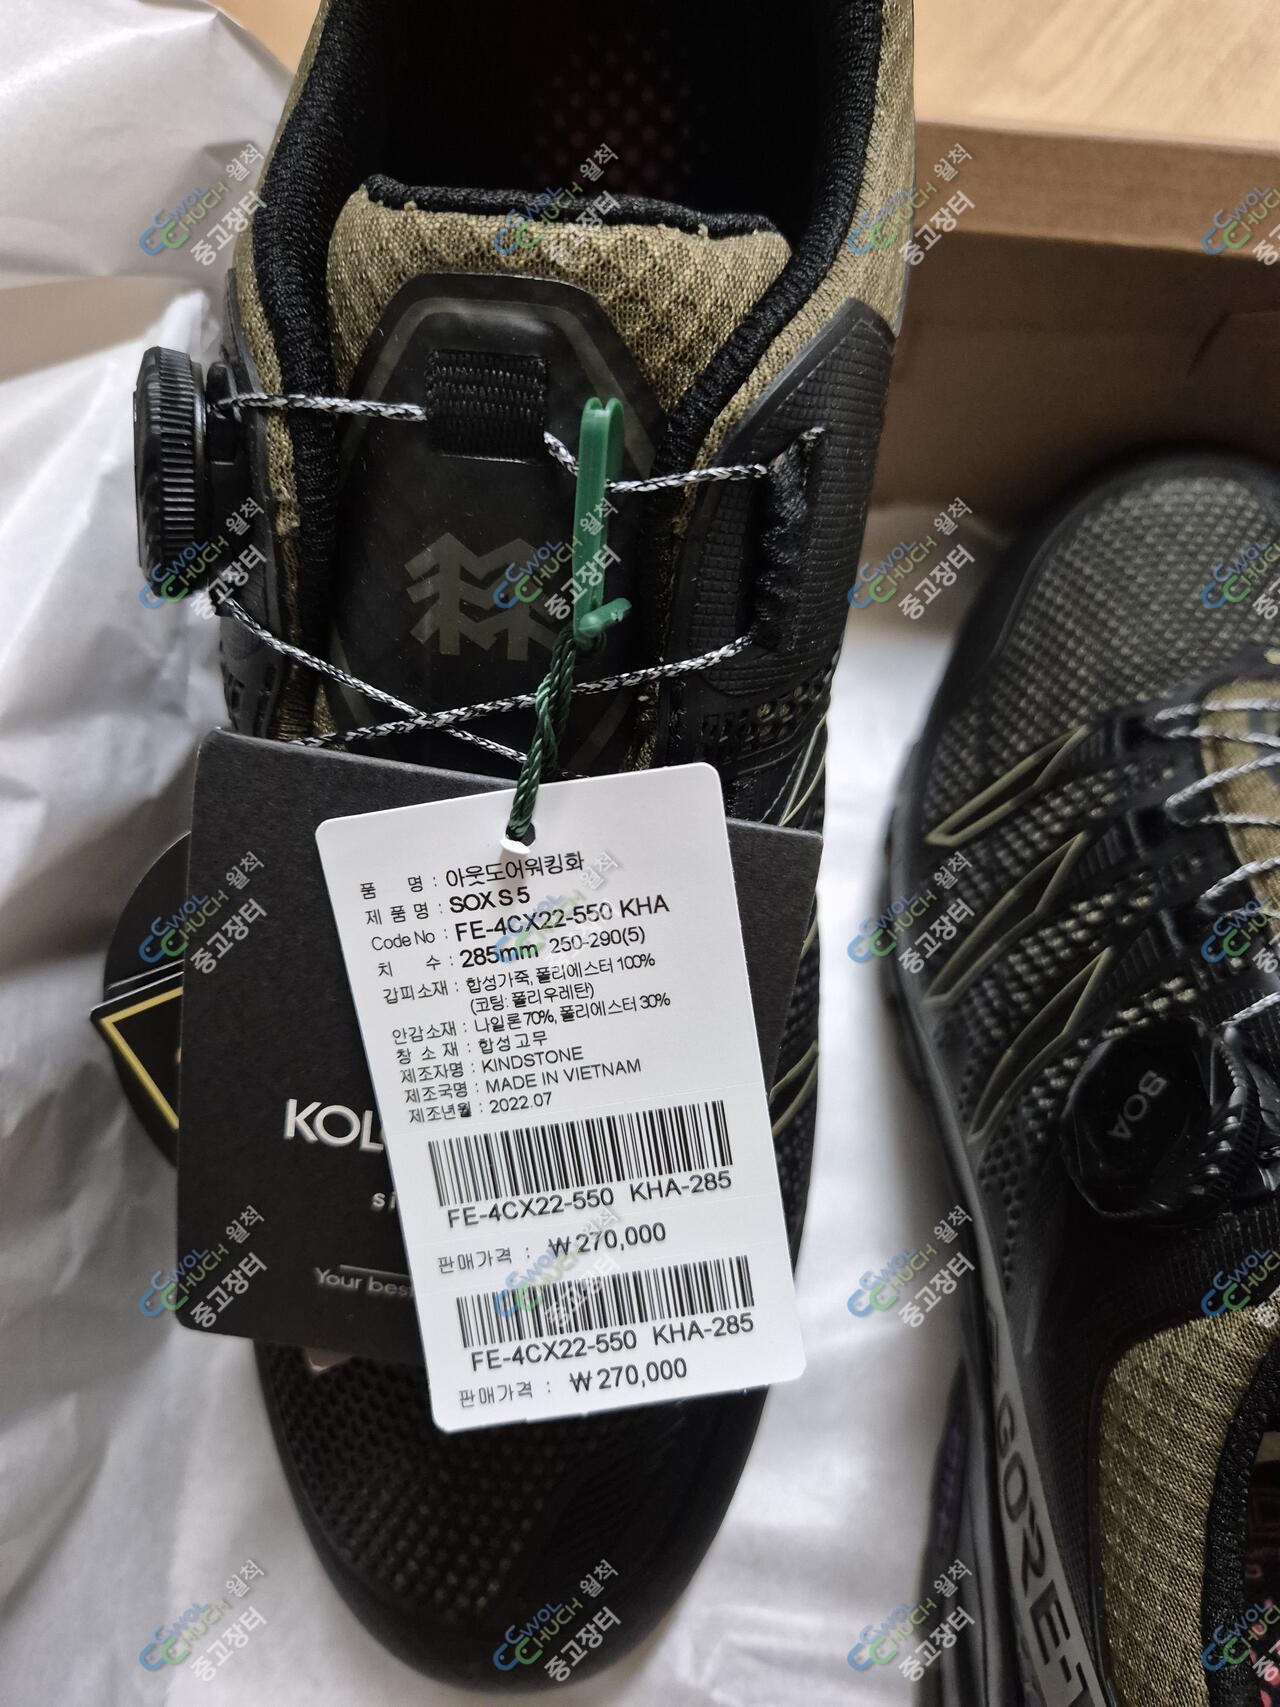 품 명 : 아웃도어워킹화
제 품 명 : SOX S 5
Code No : FE-4CX22-550 KHA
치 수 : 285mm 250-290(5)
갑피소재 : 합성가죽, 폴리에스터 100%
(코팅: 폴리우레탄)
안감소재 : 나일론 70%, 폴리에스터 30%
창 소 재 : 합성고무
제조자명 : KINDSTONE
제조국명 : MADE IN VIETNAM
제조년월 : 2022.07
FE-4CX22-550 KHA-285
판매가격 : ₩270,000
FE-4CX22-550 KHA-285
판매가격 : ₩270,000
KOL
si
Your best
BOA
GORE-T
CWOL CHUCH 월척
중고장터